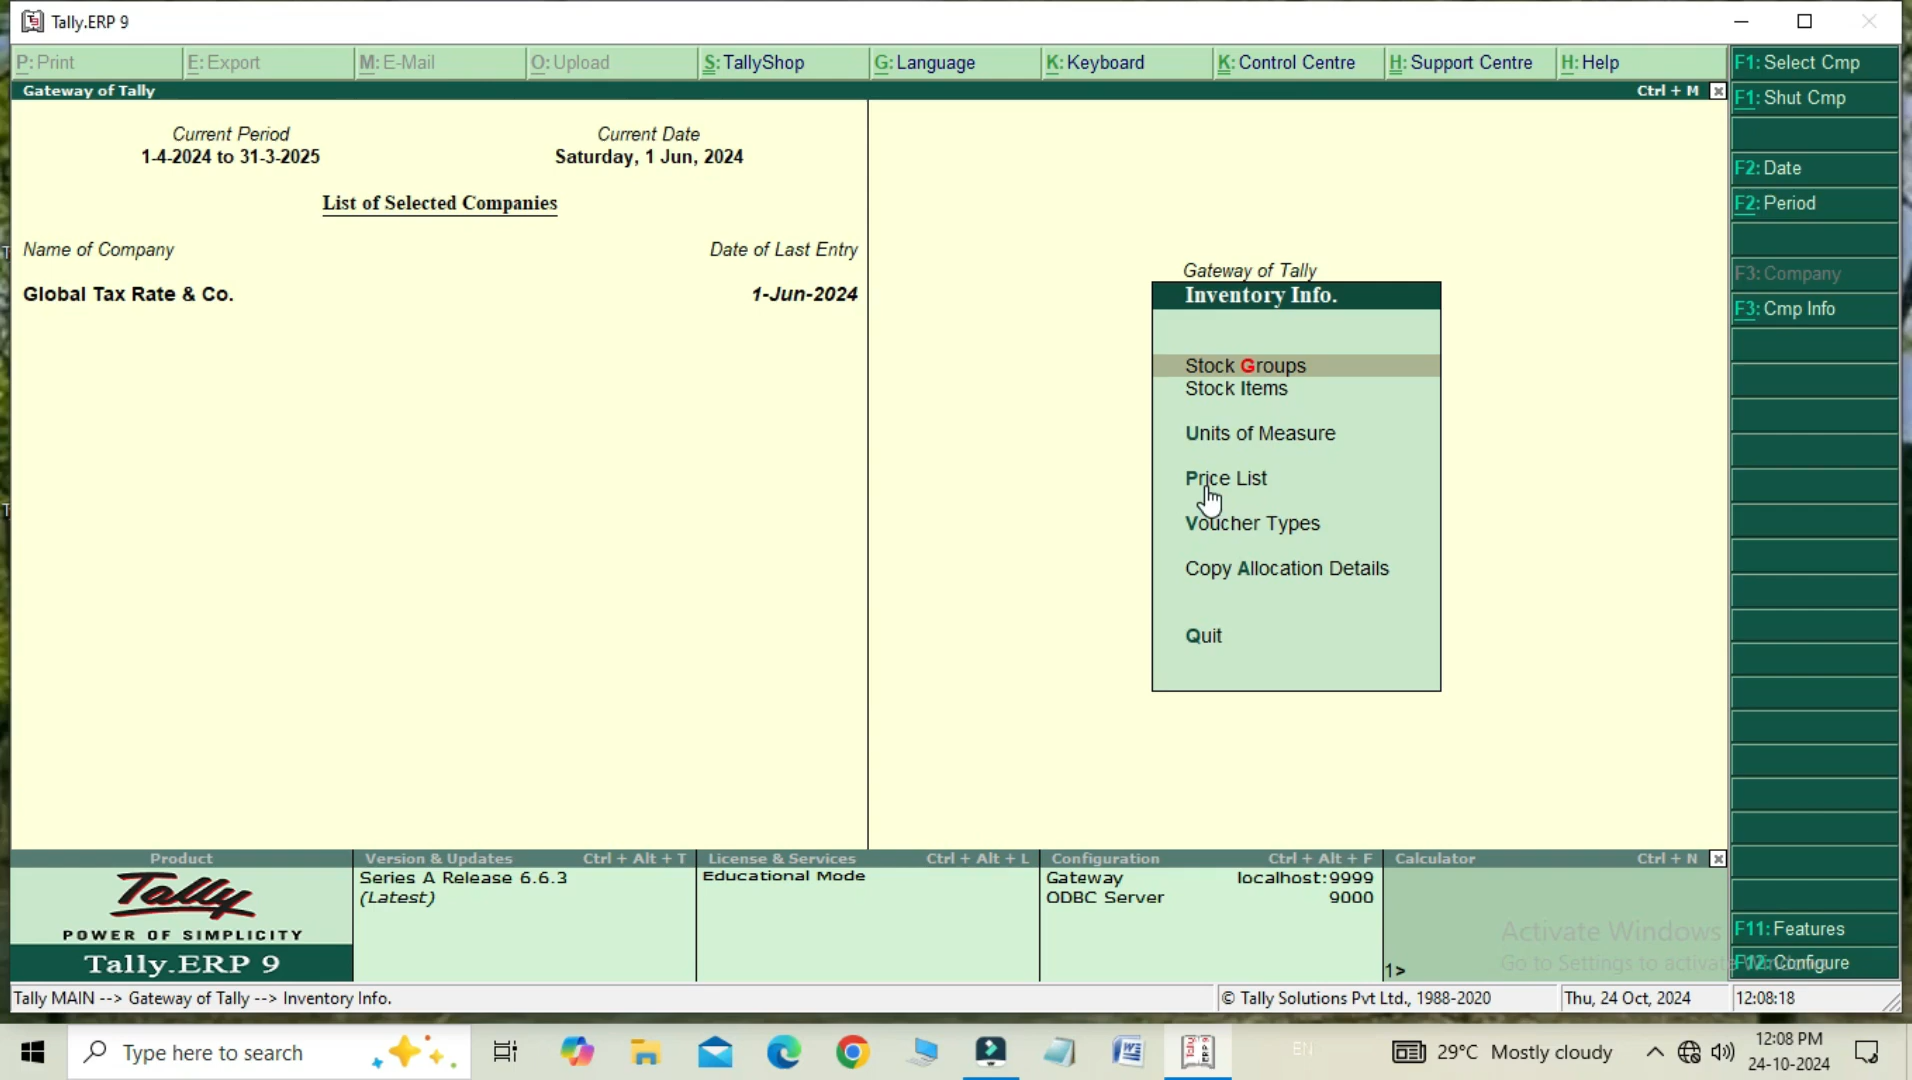 Tally.ERP 9
P: Print E: Export M: E-Mail O: Upload S: TallyShop G: Language K: Keyboard K: Control Centre H: Support Centre H: Help
F1: Select Cmp
Gateway of Tally Ctrl + M
F1: Shut Cmp
Current Period Current Date
1-4-2024 to 31-3-2025 Saturday, 1 Jun, 2024
F2: Date
List of Selected Companies
F2: Period
Name of Company Date of Last Entry
Global Tax Rate & Co. 1-Jun-2024
Gateway of Tally
Inventory Info.
Stock Groups
Stock Items
Units of Measure
Price List
Voucher Types
Copy Allocation Details
Quit
F3: Company
F3: Cmp Info
F11: Features
F12: Configure
Product
Tally
POWER OF SIMPLICITY
Tally.ERP 9
Version & Updates Ctrl + Alt + T
Series A Release 6.6.3
(Latest)
License & Services Ctrl + Alt + L
Educational Mode
Configuration Ctrl + Alt + F
Gateway localhost:9999
ODBC Server 9000
Calculator Ctrl + N
1>
Activate Windows
Go to Settings to activate Windows.
Tally MAIN --> Gateway of Tally --> Inventory Info. © Tally Solutions Pvt Ltd., 1988-2020 Thu, 24 Oct, 2024 12:08:18
Type here to search
EN
29°C Mostly cloudy
12:08 PM
24-10-2024